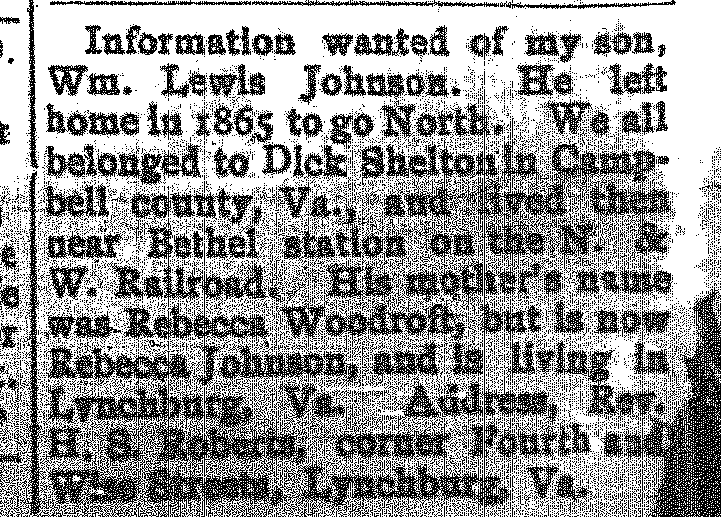 Information wanted of my son,
Wm. Lewis Johnson. He left
home in 1865 to go North. We all
belonged to Dick Shelton in Camp-
bell county, Va., and lived then
near Bethel station on the N. &
W. Railroad. His mother's name
was Rebecca Woodroft, but is now
Rebecca Johnson, and is living in
Lynchburg, Va. Address, Rev.
H. S. Roberts, corner Fourth and
Wise Streets, Lynchburg, Va.